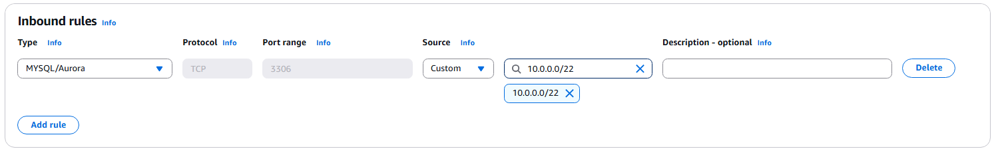 Inbound rules Info
Type Info Protocol Info Port range Info Source Info Description - optional Info
MYSQL/Aurora TCP 3306 Custom 10.0.0.0/22 Delete
10.0.0.0/22
Add rule